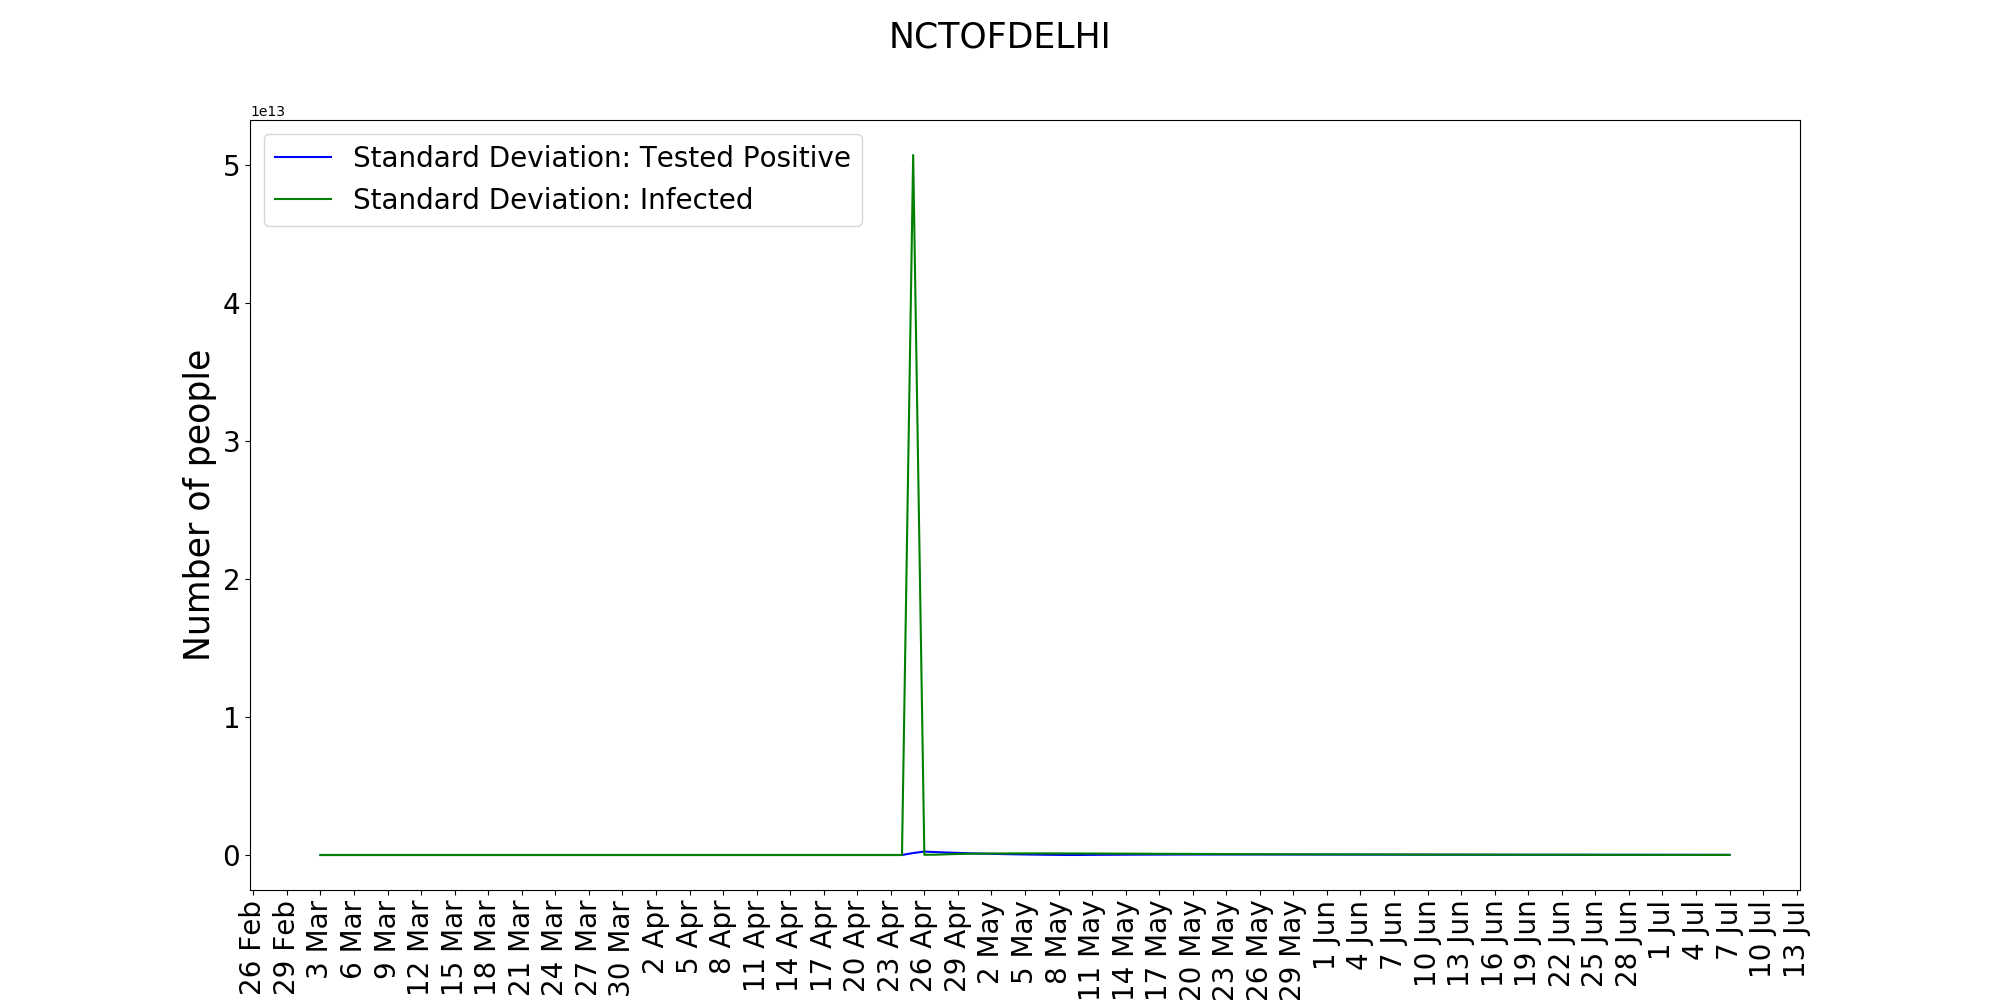 NCTOFDELHI
1e13
Standard Deviation: Tested Positive
Standard Deviation: Infected
5
4
3
2
1
0
Number of people
26 Feb
29 Feb
3 Mar
6 Mar
9 Mar
12 Mar
15 Mar
18 Mar
21 Mar
24 Mar
27 Mar
30 Mar
2 Apr
5 Apr
8 Apr
11 Apr
14 Apr
17 Apr
20 Apr
23 Apr
26 Apr
29 Apr
2 May
5 May
8 May
11 May
14 May
17 May
20 May
23 May
26 May
29 May
1 Jun
4 Jun
7 Jun
10 Jun
13 Jun
16 Jun
19 Jun
22 Jun
25 Jun
28 Jun
1 Jul
4 Jul
7 Jul
10 Jul
13 Jul